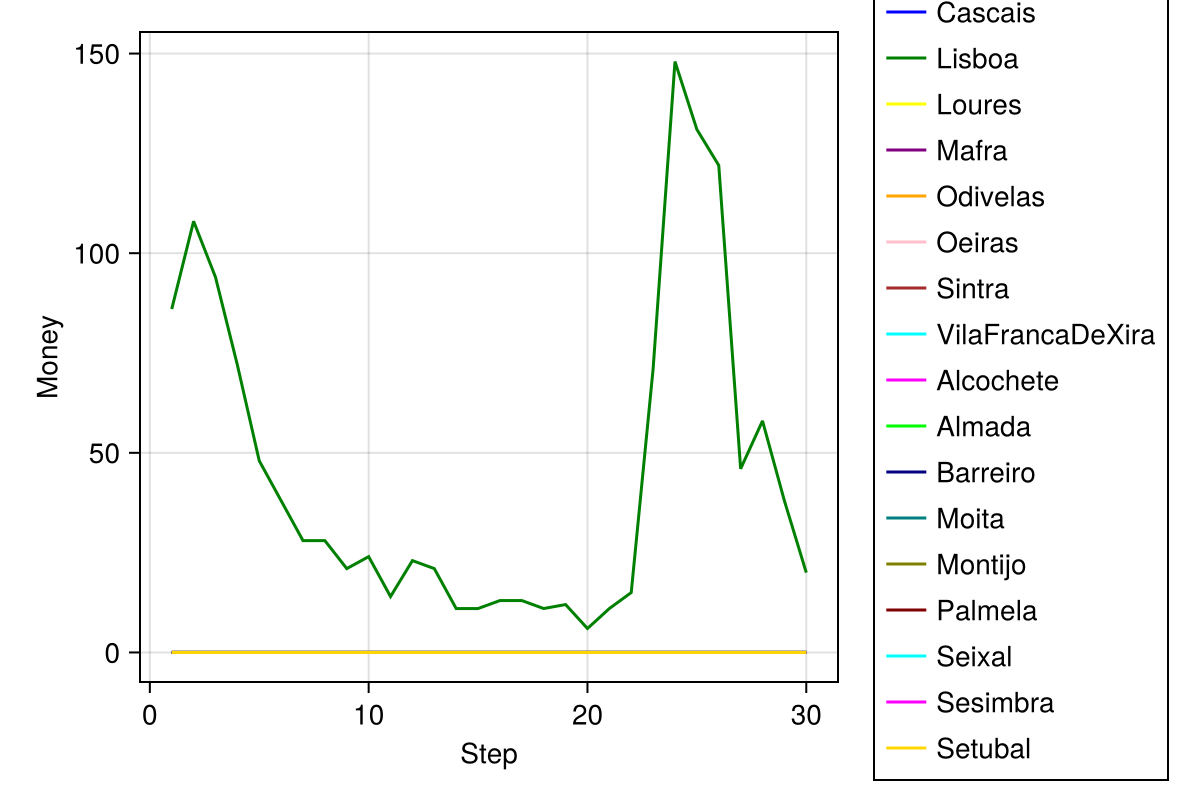 150
100
50
0
Money
0 10 20 30
Step
Cascais
Lisboa
Loures
Mafra
Odivelas
Oeiras
Sintra
VilaFrancaDeXira
Alcochete
Almada
Barreiro
Moita
Montijo
Palmela
Seixal
Sesimbra
Setubal